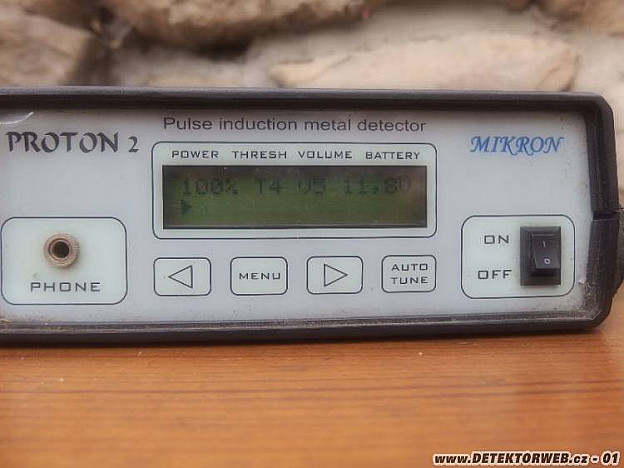 Pulse induction metal detector
PROTON 2
MIKRON
POWER THRESH VOLUME BATTERY
100% T4 V5 11,8V
PHONE
MENU
AUTO
TUNE
ON
OFF
www.DETEKTORWEB.cz - 01